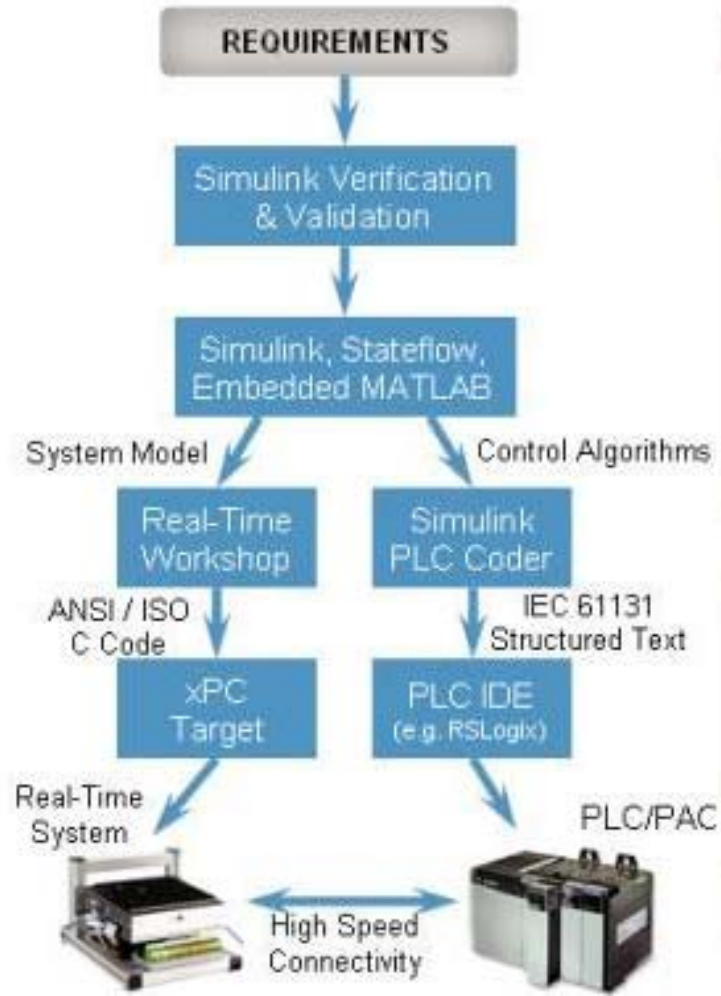 REQUIREMENTS
Simulink Verification
& Validation
Simulink, Stateflow,
Embedded MATLAB
System Model
Control Algorithms
Real-Time
Workshop
Simulink
PLC Coder
ANSI / ISO
C Code
IEC 61131
Structured Text
xPC
Target
PLC IDE
(e.g. RSLogix)
Real-Time
System
PLC/PAC
High Speed
Connectivity